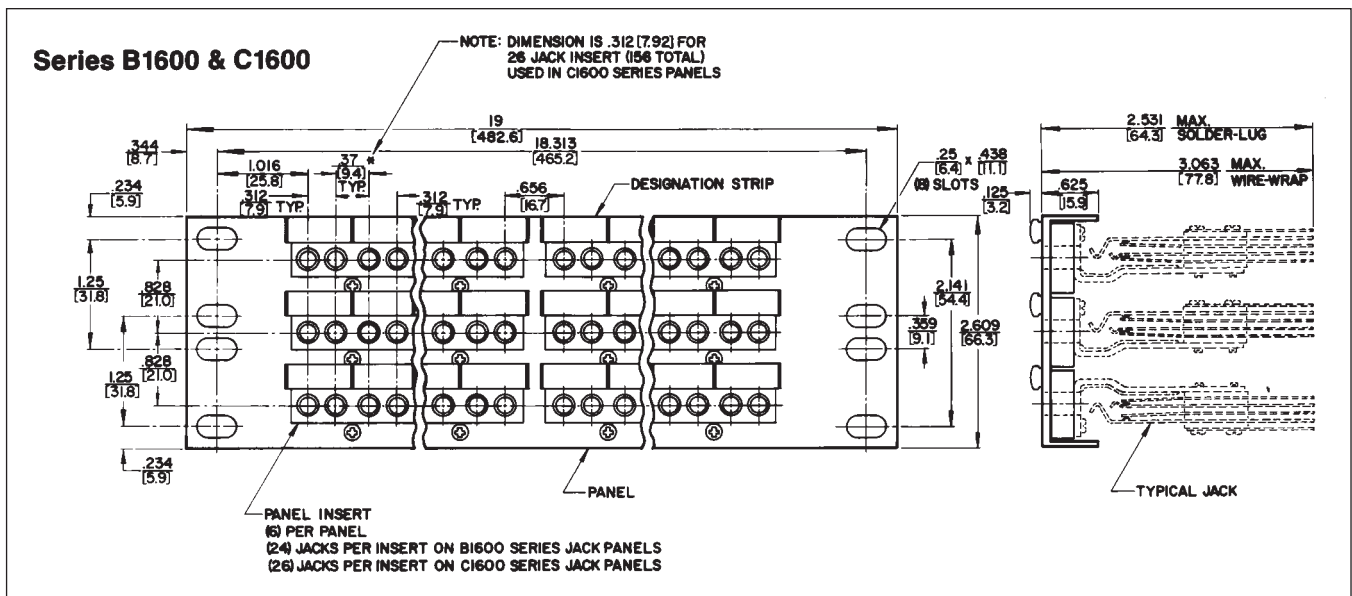 Series B1600 & C1600
NOTE: DIMENSION IS .312 [7.92] FOR
26 JACK INSERT (156 TOTAL)
USED IN C1600 SERIES PANELS
19
[482.6]
18.313
[465.2]
.344
[8.7]
1.016
[25.8]
.37 *
[9.4]
TYP.
.234
[5.9]
.312
[7.9] TYP.
.312
[7.9] TYP.
.656
[16.7]
DESIGNATION STRIP
.25
[6.4] x .438
[11.1]
(8) SLOTS
2.531
[64.3] MAX.
SOLDER-LUG
3.063
[77.8] MAX.
WIRE-WRAP
.125
[3.2]
.625
[15.9]
1.25
[31.8]
.828
[21.0]
1.25
[31.8]
.828
[21.0]
2.141
[54.4]
.359
[9.1]
2.609
[66.3]
.234
[5.9]
PANEL
TYPICAL JACK
PANEL INSERT
(6) PER PANEL
(24) JACKS PER INSERT ON B1600 SERIES JACK PANELS
(26) JACKS PER INSERT ON C1600 SERIES JACK PANELS